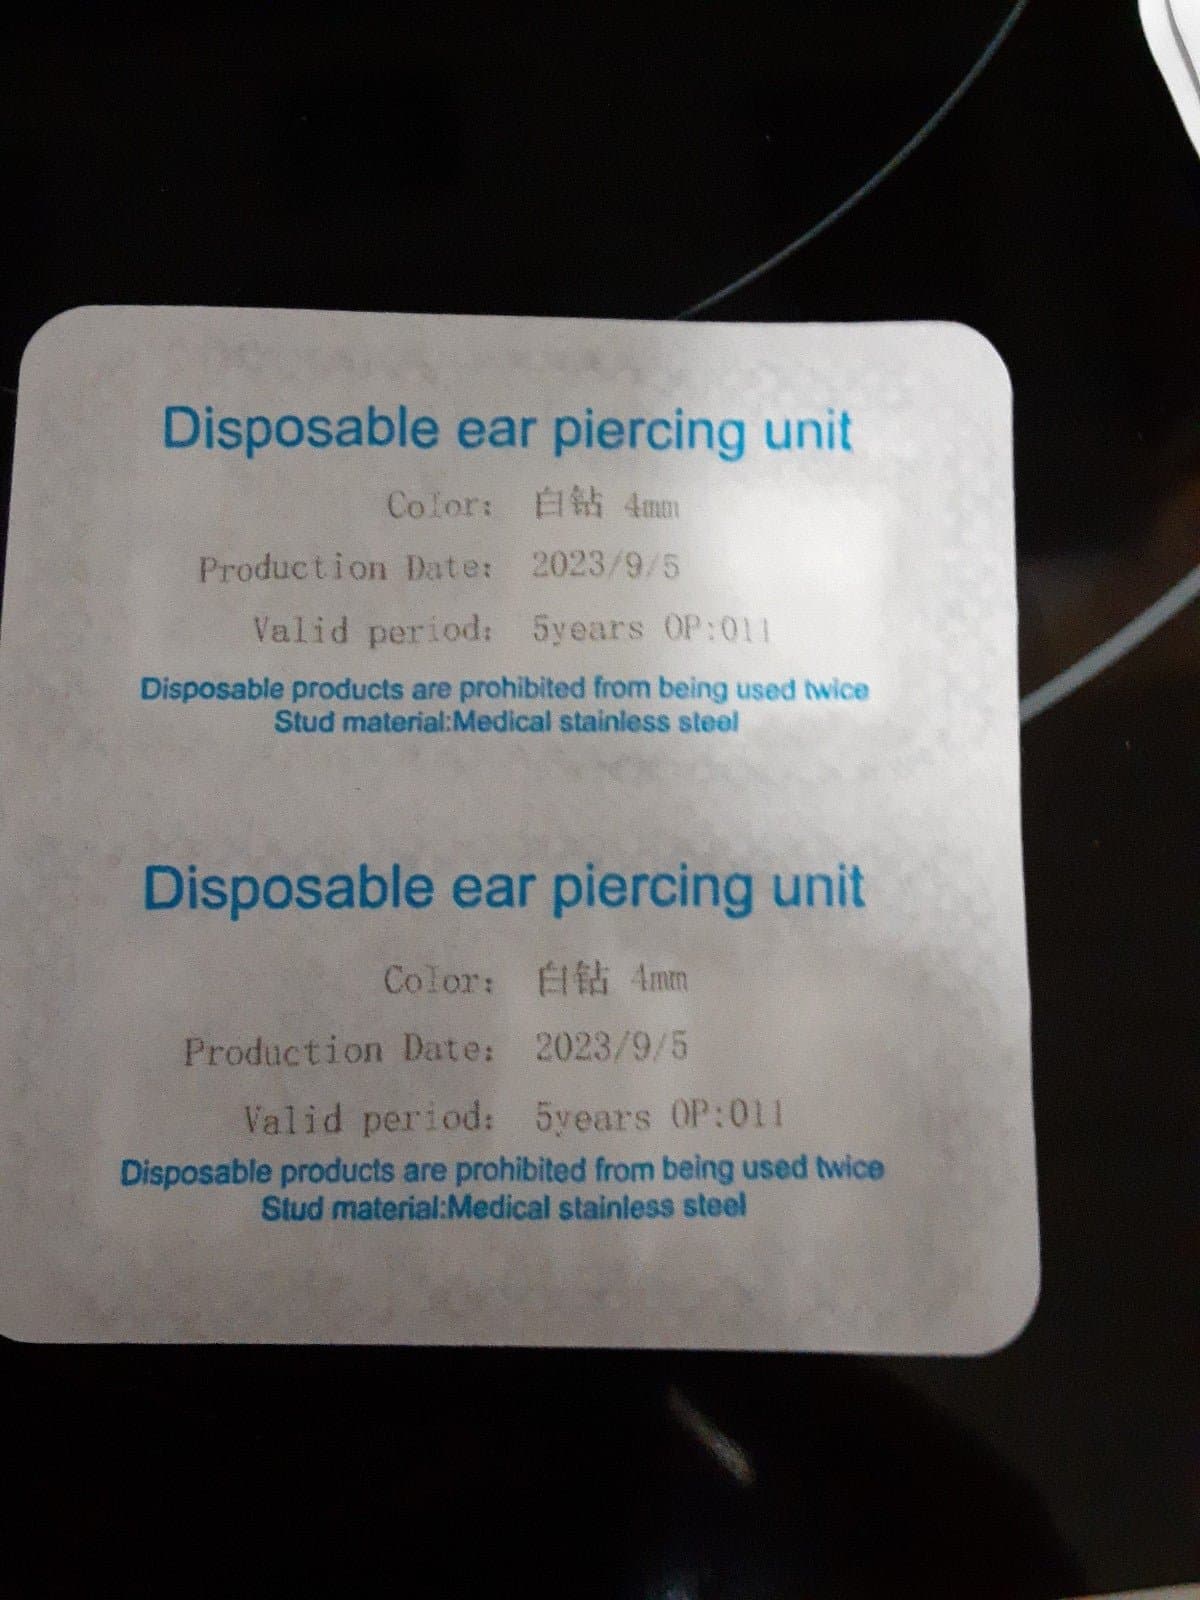 Disposable ear piercing unit
Color: 白钻 4mm
Production Date: 2023/9/5
Valid period: 5years OP:011
Disposable products are prohibited from being used twice
Stud material:Medical stainless steel
Disposable ear piercing unit
Color: 白钻 4mm
Production Date: 2023/9/5
Valid period: 5years OP:011
Disposable products are prohibited from being used twice
Stud material:Medical stainless steel